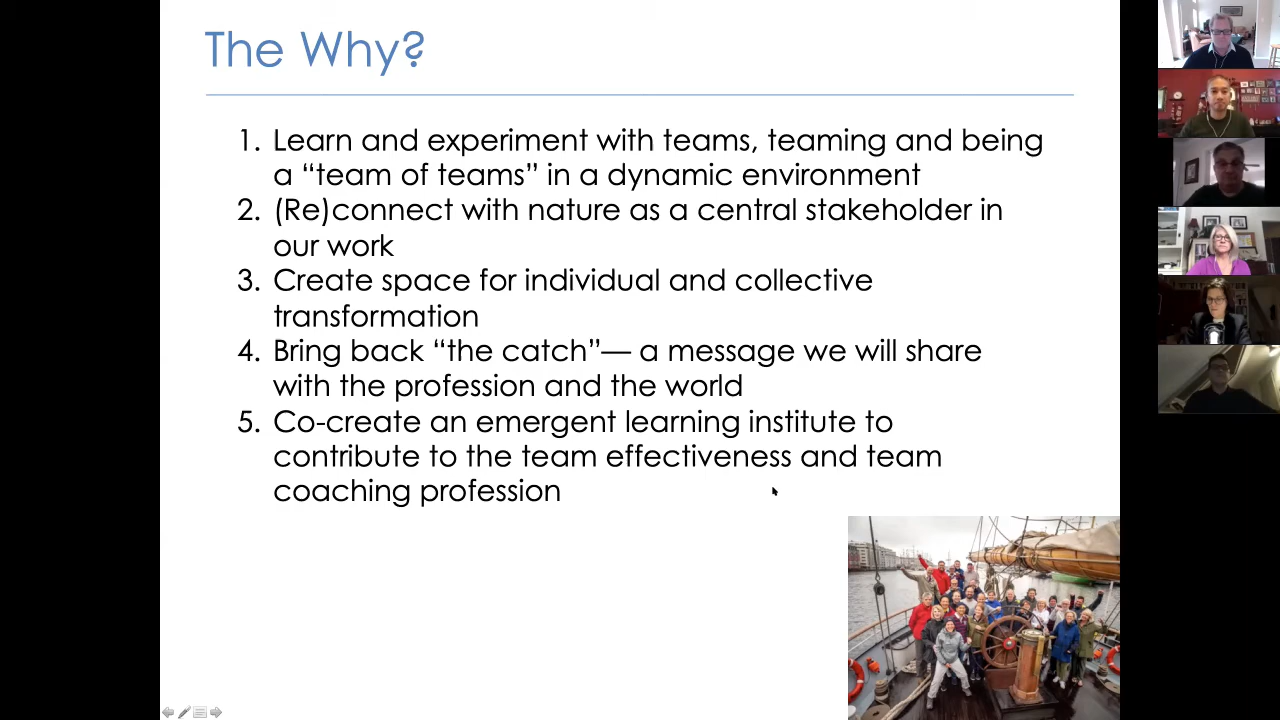 The Why?
1. Learn and experiment with teams, teaming and being
a “team of teams” in a dynamic environment
2. (Re)connect with nature as a central stakeholder in
our work
3. Create space for individual and collective
transformation
4. Bring back “the catch”— a message we will share
with the profession and the world
5. Co-create an emergent learning institute to
contribute to the team effectiveness and team
coaching profession